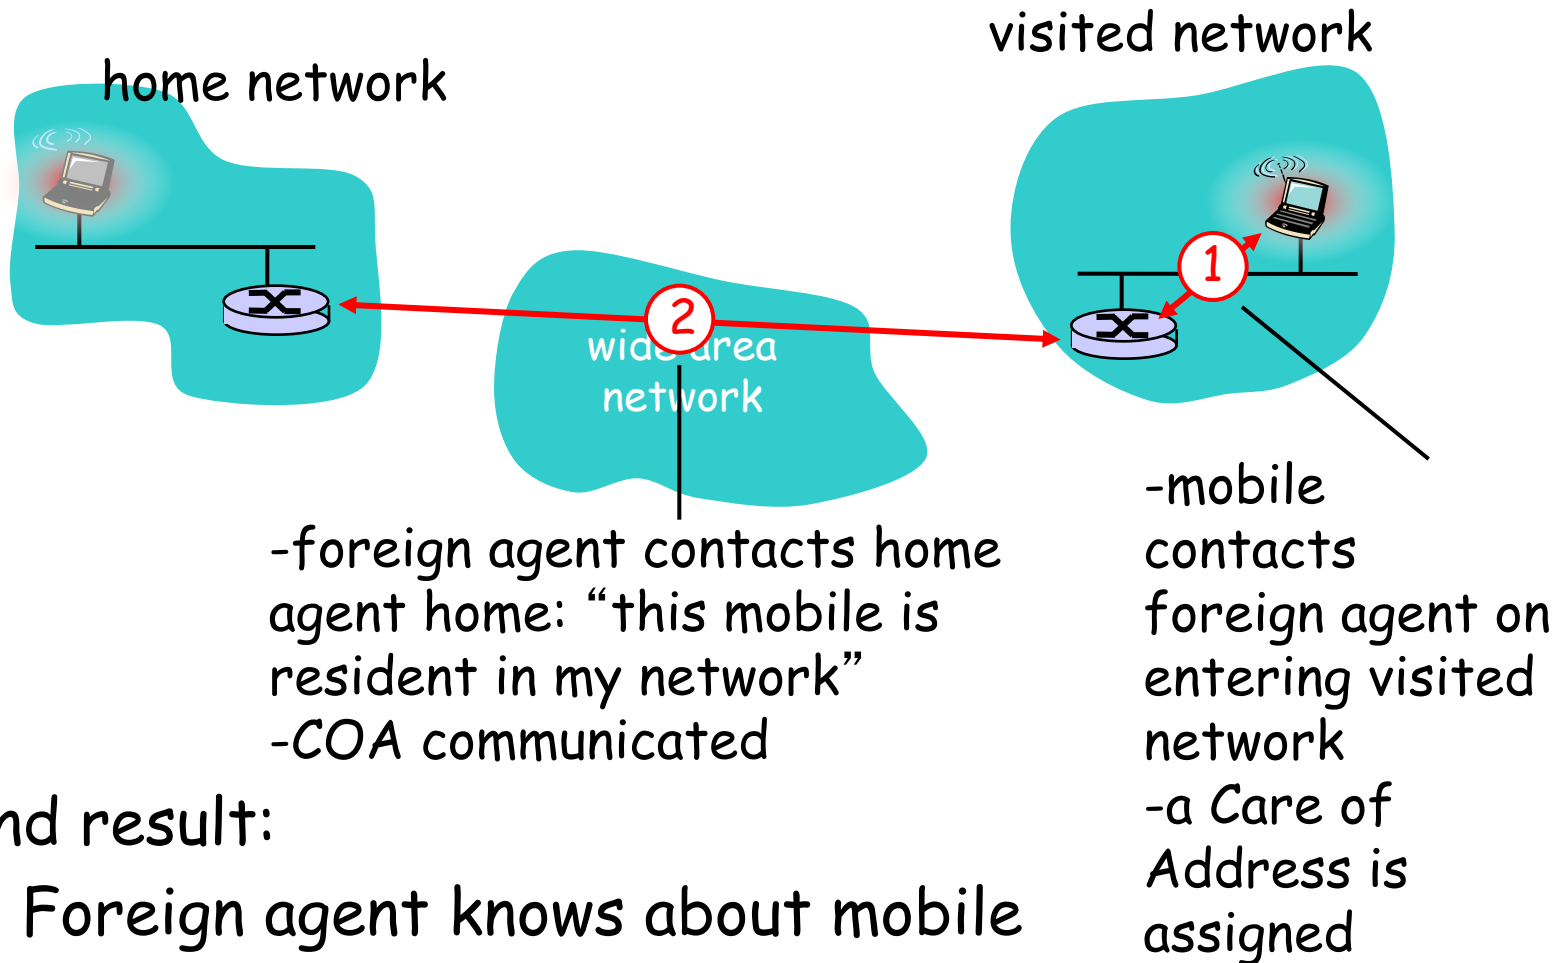 visited network
home network
1
2
wide area
network
-foreign agent contacts home
agent home: “this mobile is
resident in my network”
-COA communicated
-mobile
contacts
foreign agent on
entering visited
network
-a Care of
Address is
assigned
nd result:
Foreign agent knows about mobile